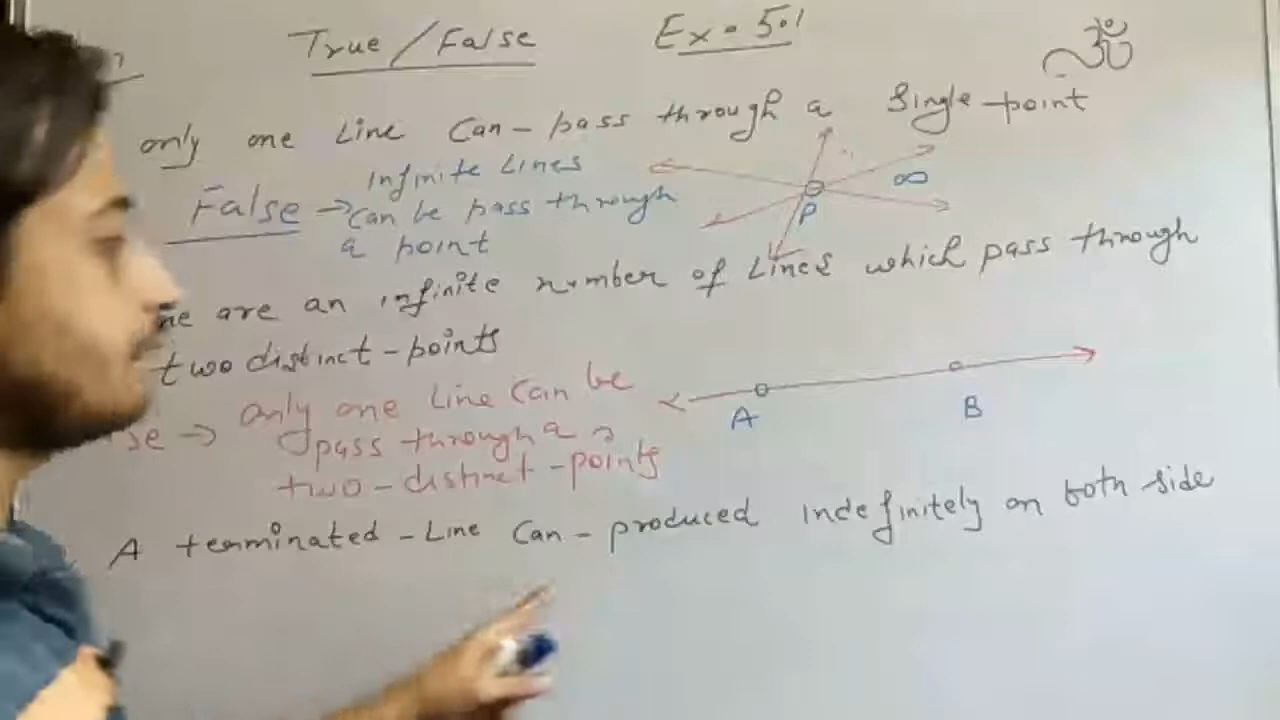 True / False Ex - 5.1
ॐ
only one Line Can - pass through a Single - point
False → Infinite Lines
can be pass through
a point
P
∞
are an infinite number of Lines which pass through
two distinct - points
→ only one Line Can be
pass through a
two - distinct - points
A B
A terminated - Line Can - produced indefinitely on both side